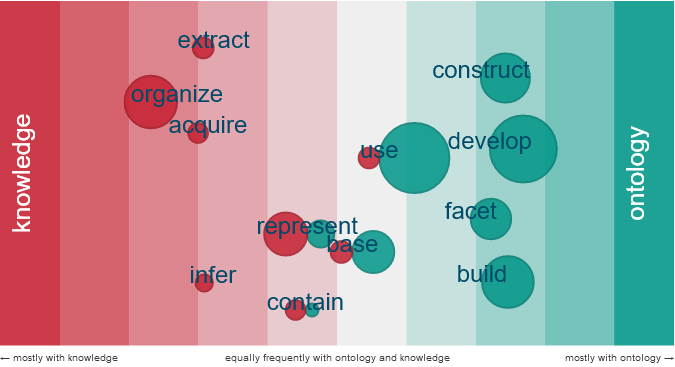 extract
construct
organize
acquire
knowledge
use
develop
ontology
facet
represent
base
infer
build
contain
← mostly with knowledge
equally frequently with ontology and knowledge
mostly with ontology →